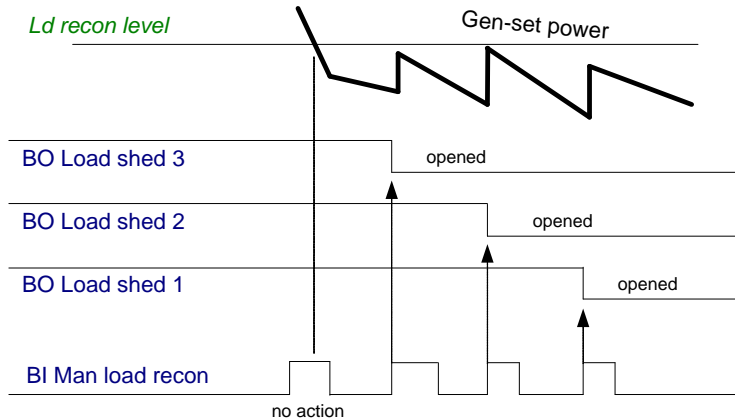 Ld recon level
Gen-set power
BO Load shed 3
opened
BO Load shed 2
opened
BO Load shed 1
opened
BI Man load recon
no action